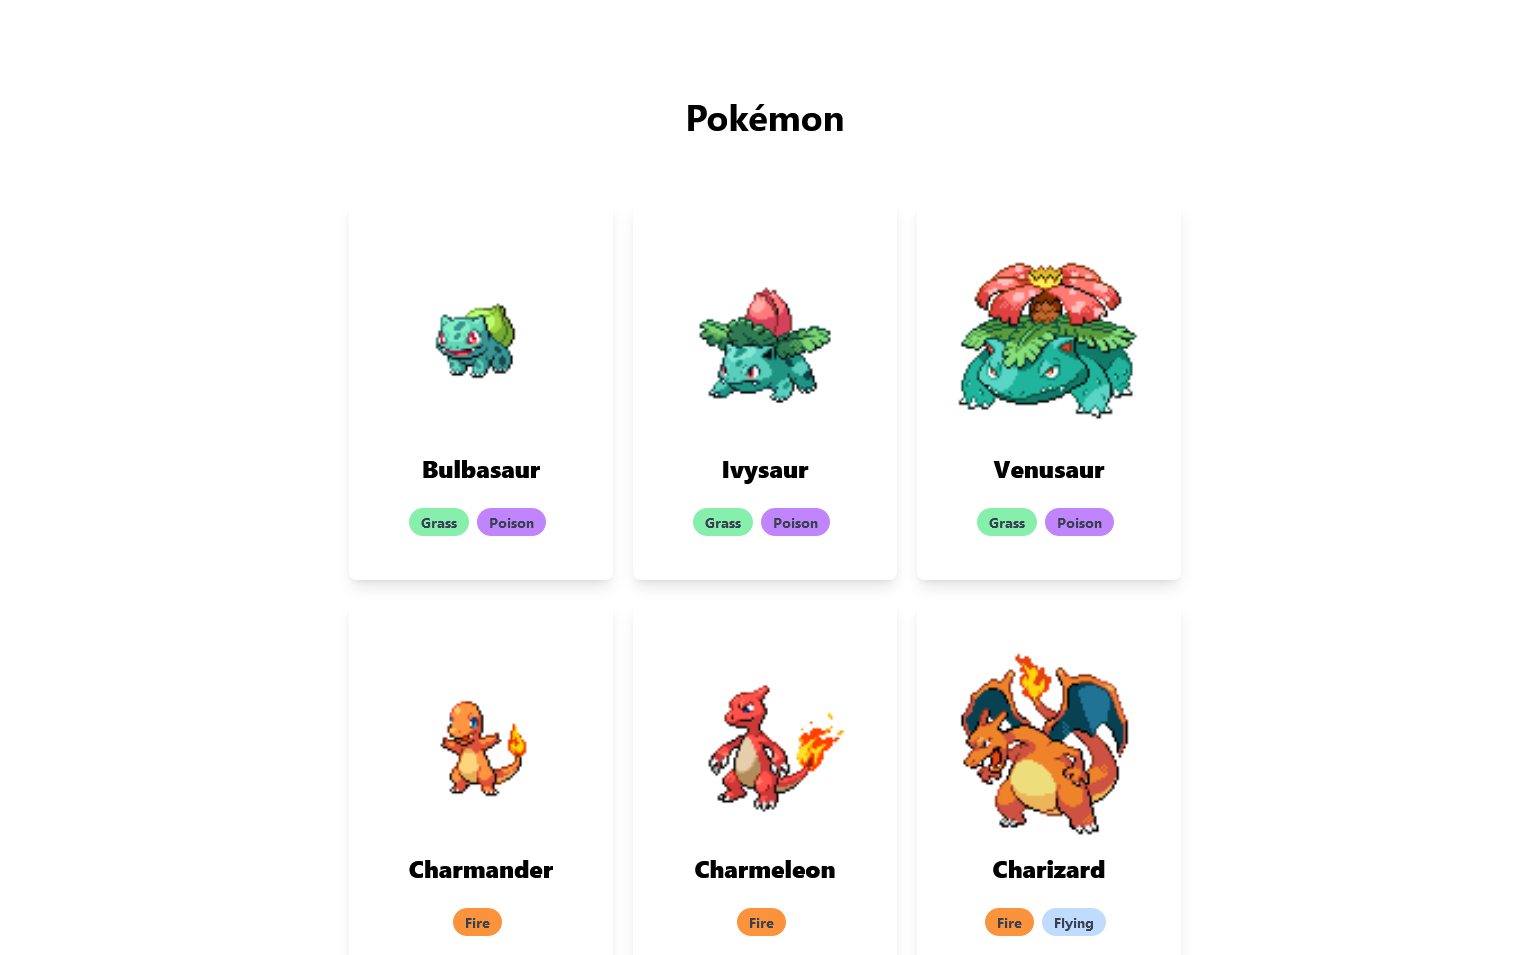 Pokémon
Bulbasaur
Grass Poison
Ivysaur
Grass Poison
Venusaur
Grass Poison
Charmander
Fire
Charmeleon
Fire
Charizard
Fire Flying